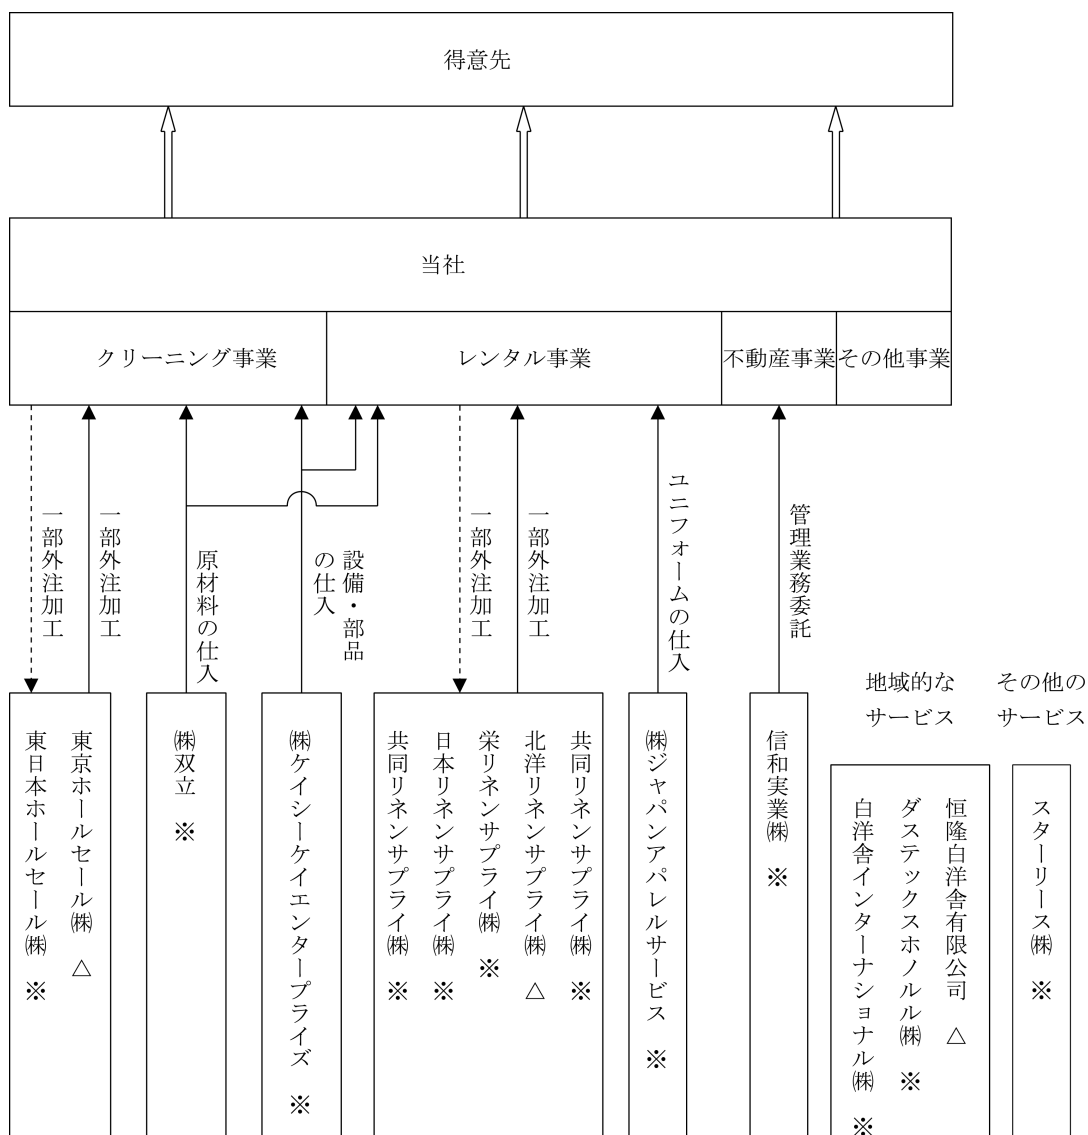 得意先
当社
クリーニング事業
レンタル事業
不動産事業
その他事業
一部外注加工
一部外注加工
原材料の仕入
設備・部品
の仕入
一部外注加工
一部外注加工
ユニフォームの仕入
管理業務委託
地域的な
サービス
その他の
サービス
東京ホールセール㈱ △
東日本ホールセール㈱ ※
㈱双立 ※
㈱ケイシーケイエンタープライズ ※
共同リネンサプライ㈱ ※
北洋リネンサプライ㈱ △
栄リネンサプライ㈱ ※
日本リネンサプライ㈱ ※
共同リネンサプライ㈱ ※
㈱ジャパンアパレルサービス ※
信和実業㈱ ※
恒隆白洋舎有限公司 △
ダステックスホノルル㈱ ※
白洋舎インターナショナル㈱ ※
スターリース㈱ ※